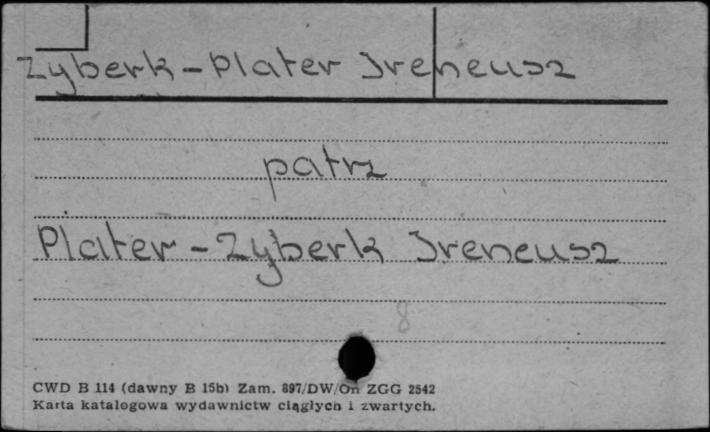 Zyberk-Plater Ireneusz
patrz
Plater-Zyberk Ireneusz
8
CWD B 114 (dawny B 15b) Zam. 897/DW/On ZGG 2542
Karta katalogowa wydawnictw ciągłych i zwartych.